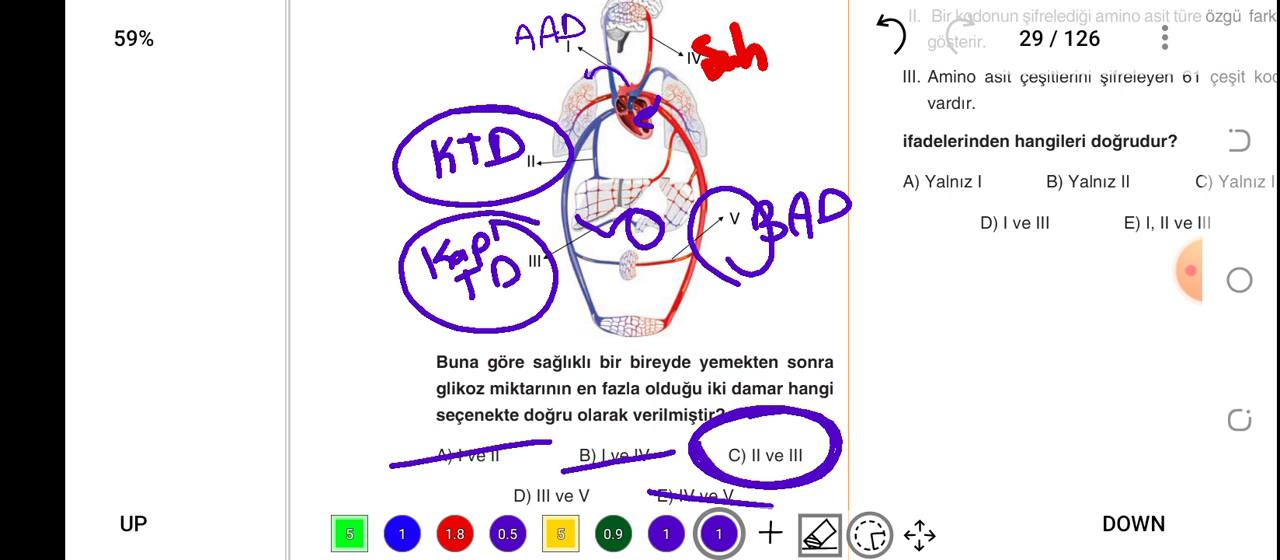 59%
UP
AAD
I
IV
Sah
KTD
II
V
BAD
Kapı
TD
III
Buna göre sağlıklı bir bireyde yemekten sonra
glikoz miktarının en fazla olduğu iki damar hangi
seçenekte doğru olarak verilmiştir?
A) I ve II
B) I ve IV
C) II ve III
D) III ve V
E) IV ve V
5
1
1.8
0.5
5
0.9
1
1
II. Bir kodonun şifrelediği amino asit türe özgü fark
gösterir.
29 / 126
III. Amino asit çeşitlerini şifreleyen 61 çeşit ko
vardır.
ifadelerinden hangileri doğrudur?
A) Yalnız I
B) Yalnız II
C) Yalnız I
D) I ve III
E) I, II ve III
DOWN